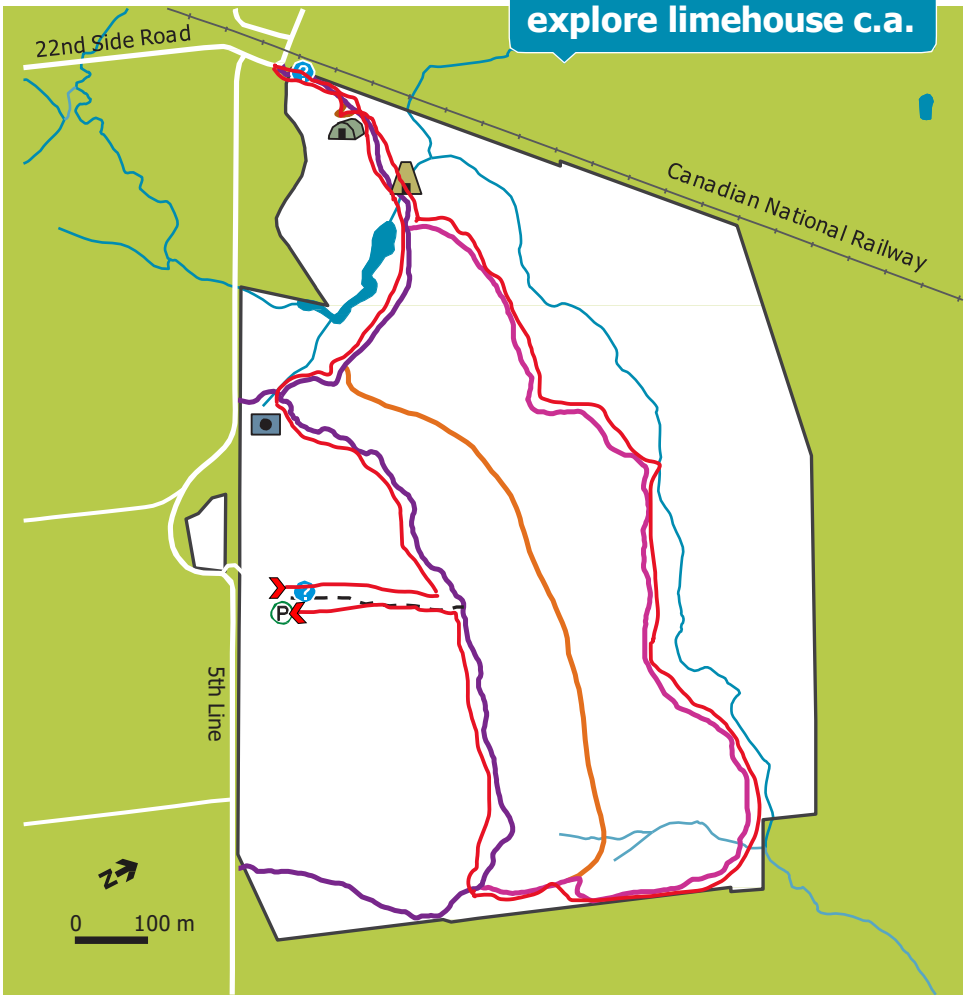 explore limehouse c.a.
22nd Side Road
?
Canadian National Railway
?
P
5th Line
N
0 100 m